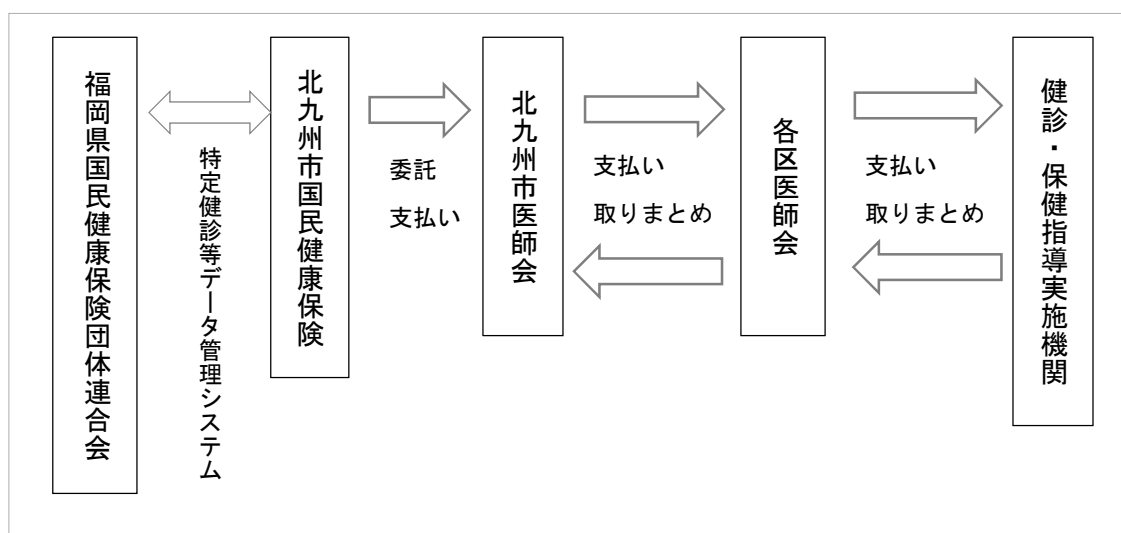 福岡県国民健康保険団体連合会
特定健診等データ管理システム
北九州市国民健康保険
委託
支払い
北九州市医師会
支払い
取りまとめ
各区医師会
支払い
取りまとめ
健診・保健指導実施機関